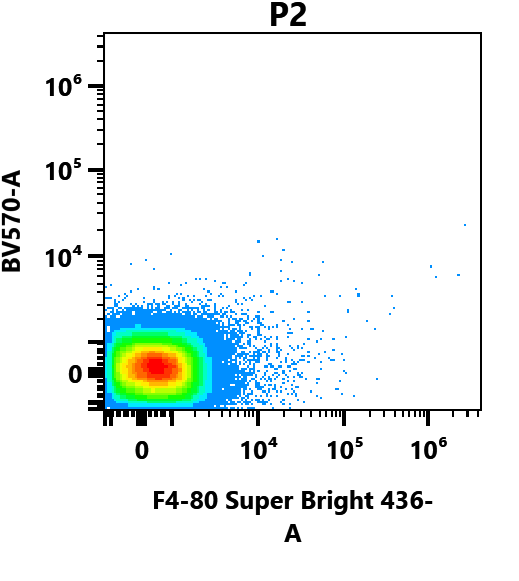 P2
10⁶
10⁵
10⁴
0
BV570-A
0
10⁴
10⁵
10⁶
F4-80 Super Bright 436-
A